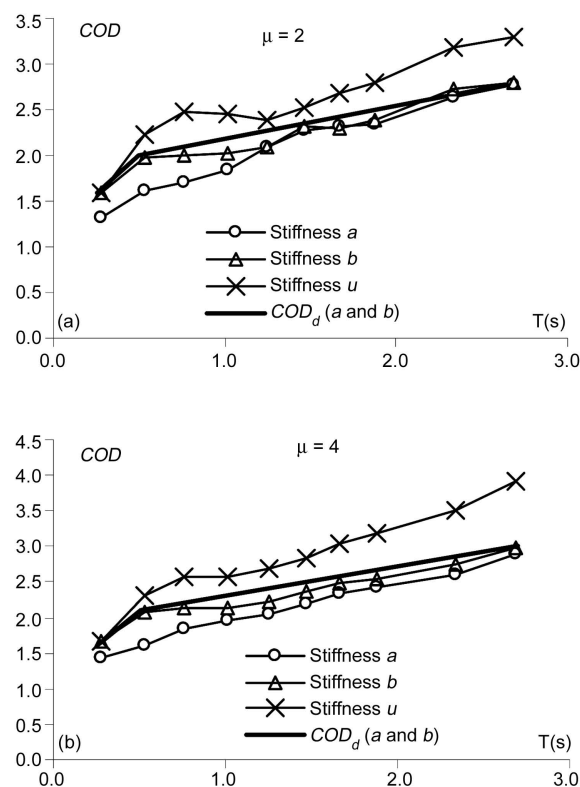 3.5
COD
μ = 2
3.0
2.5
2.0
1.5
Stiffness a
1.0
Stiffness b
Stiffness u
0.5
COD_d (a and b)
(a)
T(s)
0.0
0.0
1.0
2.0
3.0
4.5
COD
μ = 4
4.0
3.5
3.0
2.5
2.0
1.5
Stiffness a
1.0
Stiffness b
Stiffness u
0.5
COD_d (a and b)
(b)
T(s)
0.0
0.0
1.0
2.0
3.0